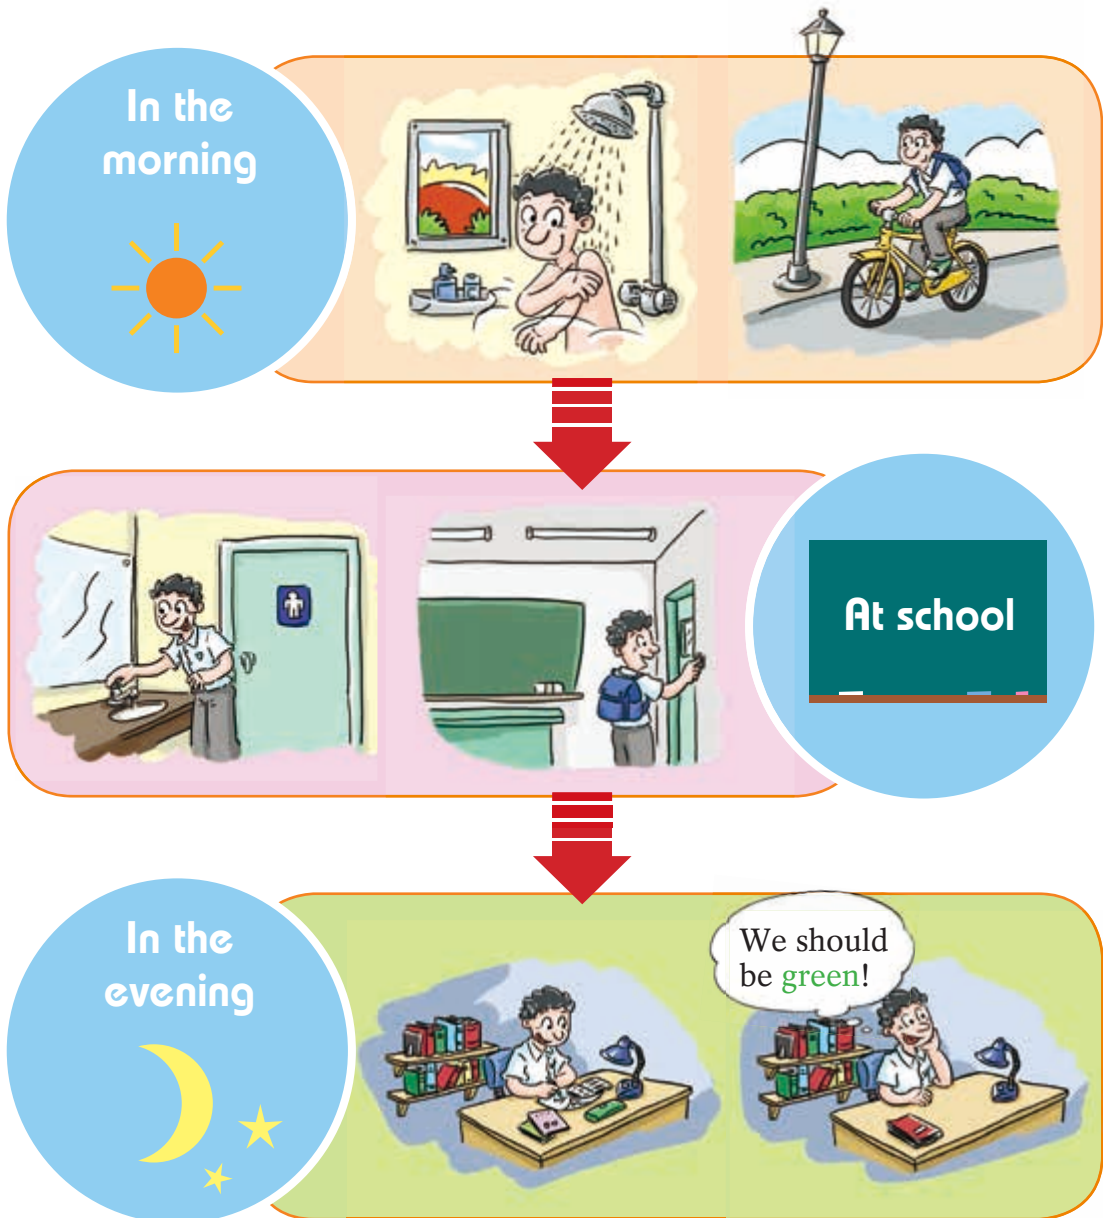 In the
morning
At school
In the
evening
We should
be green!